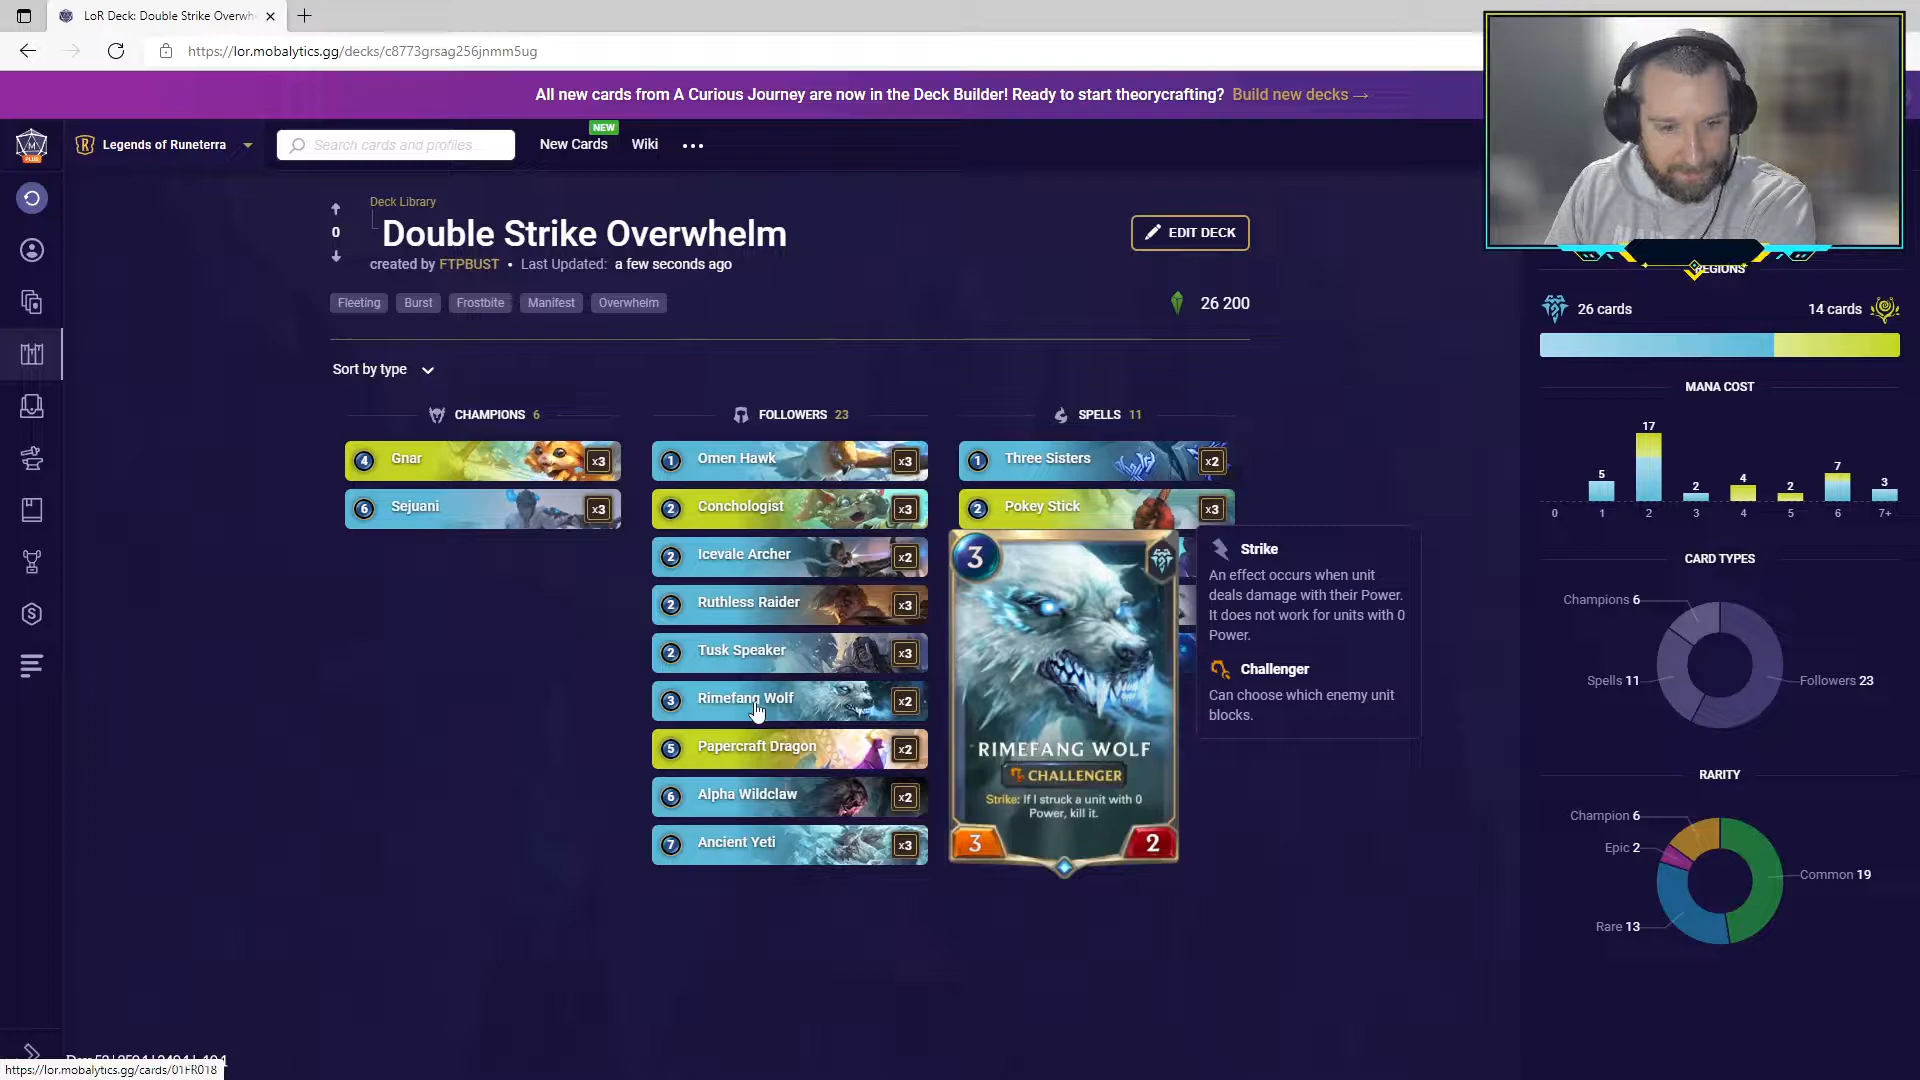 LoR Deck: Double Strike Overwh
https://lor.mobalytics.gg/decks/c8773grsag256jnmm5ug
All new cards from A Curious Journey are now in the Deck Builder! Ready to start theorycrafting? Build new decks →
M
PLUS
Legends of Runeterra
Search cards and profiles...
New Cards
NEW
Wiki
Deck Library
0
Double Strike Overwhelm
created by FTPBUST • Last Updated: a few seconds ago
EDIT DECK
Fleeting
Burst
Frostbite
Manifest
Overwhelm
26 200
Sort by type
CHAMPIONS 6
4 Gnar x3
6 Sejuani x3
FOLLOWERS 23
1 Omen Hawk x3
2 Conchologist x3
2 Icevale Archer x2
2 Ruthless Raider x3
2 Tusk Speaker x3
3 Rimefang Wolf x2
5 Papercraft Dragon x2
6 Alpha Wildclaw x2
7 Ancient Yeti x3
SPELLS 11
1 Three Sisters x2
2 Pokey Stick x3
3
RIMEFANG WOLF
CHALLENGER
Strike: If I struck a unit with 0
Power, kill it.
3
2
Strike
An effect occurs when unit
deals damage with their Power.
It does not work for units with 0
Power.
Challenger
Can choose which enemy unit
blocks.
REGIONS
26 cards
14 cards
MANA COST
5
17
2
4
2
7
3
0
1
2
3
4
5
6
7+
CARD TYPES
Champions 6
Spells 11
Followers 23
RARITY
Champion 6
Epic 2
Common 19
Rare 13
https://lor.mobalytics.gg/cards/01FR018